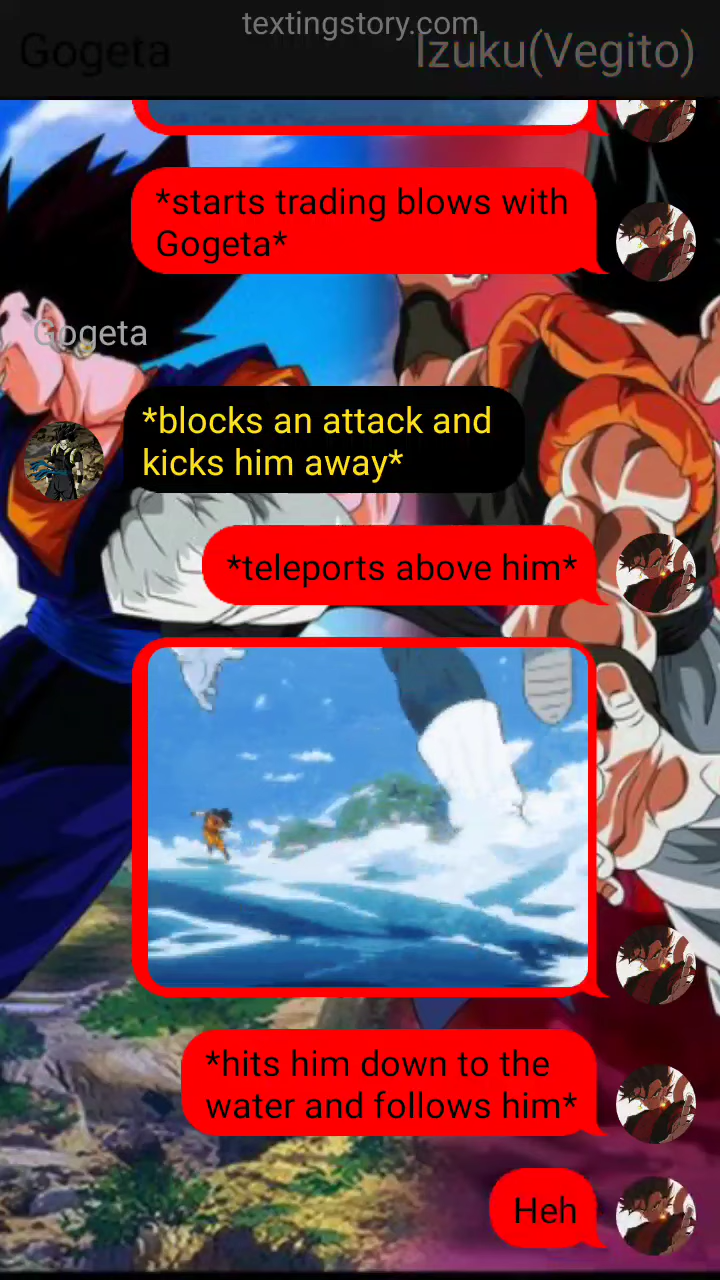 textingstory.com
Gogeta
Izuku(Vegito)
*starts trading blows with
Gogeta*
Gogeta
*blocks an attack and
kicks him away*
*teleports above him*
*hits him down to the
water and follows him*
Heh